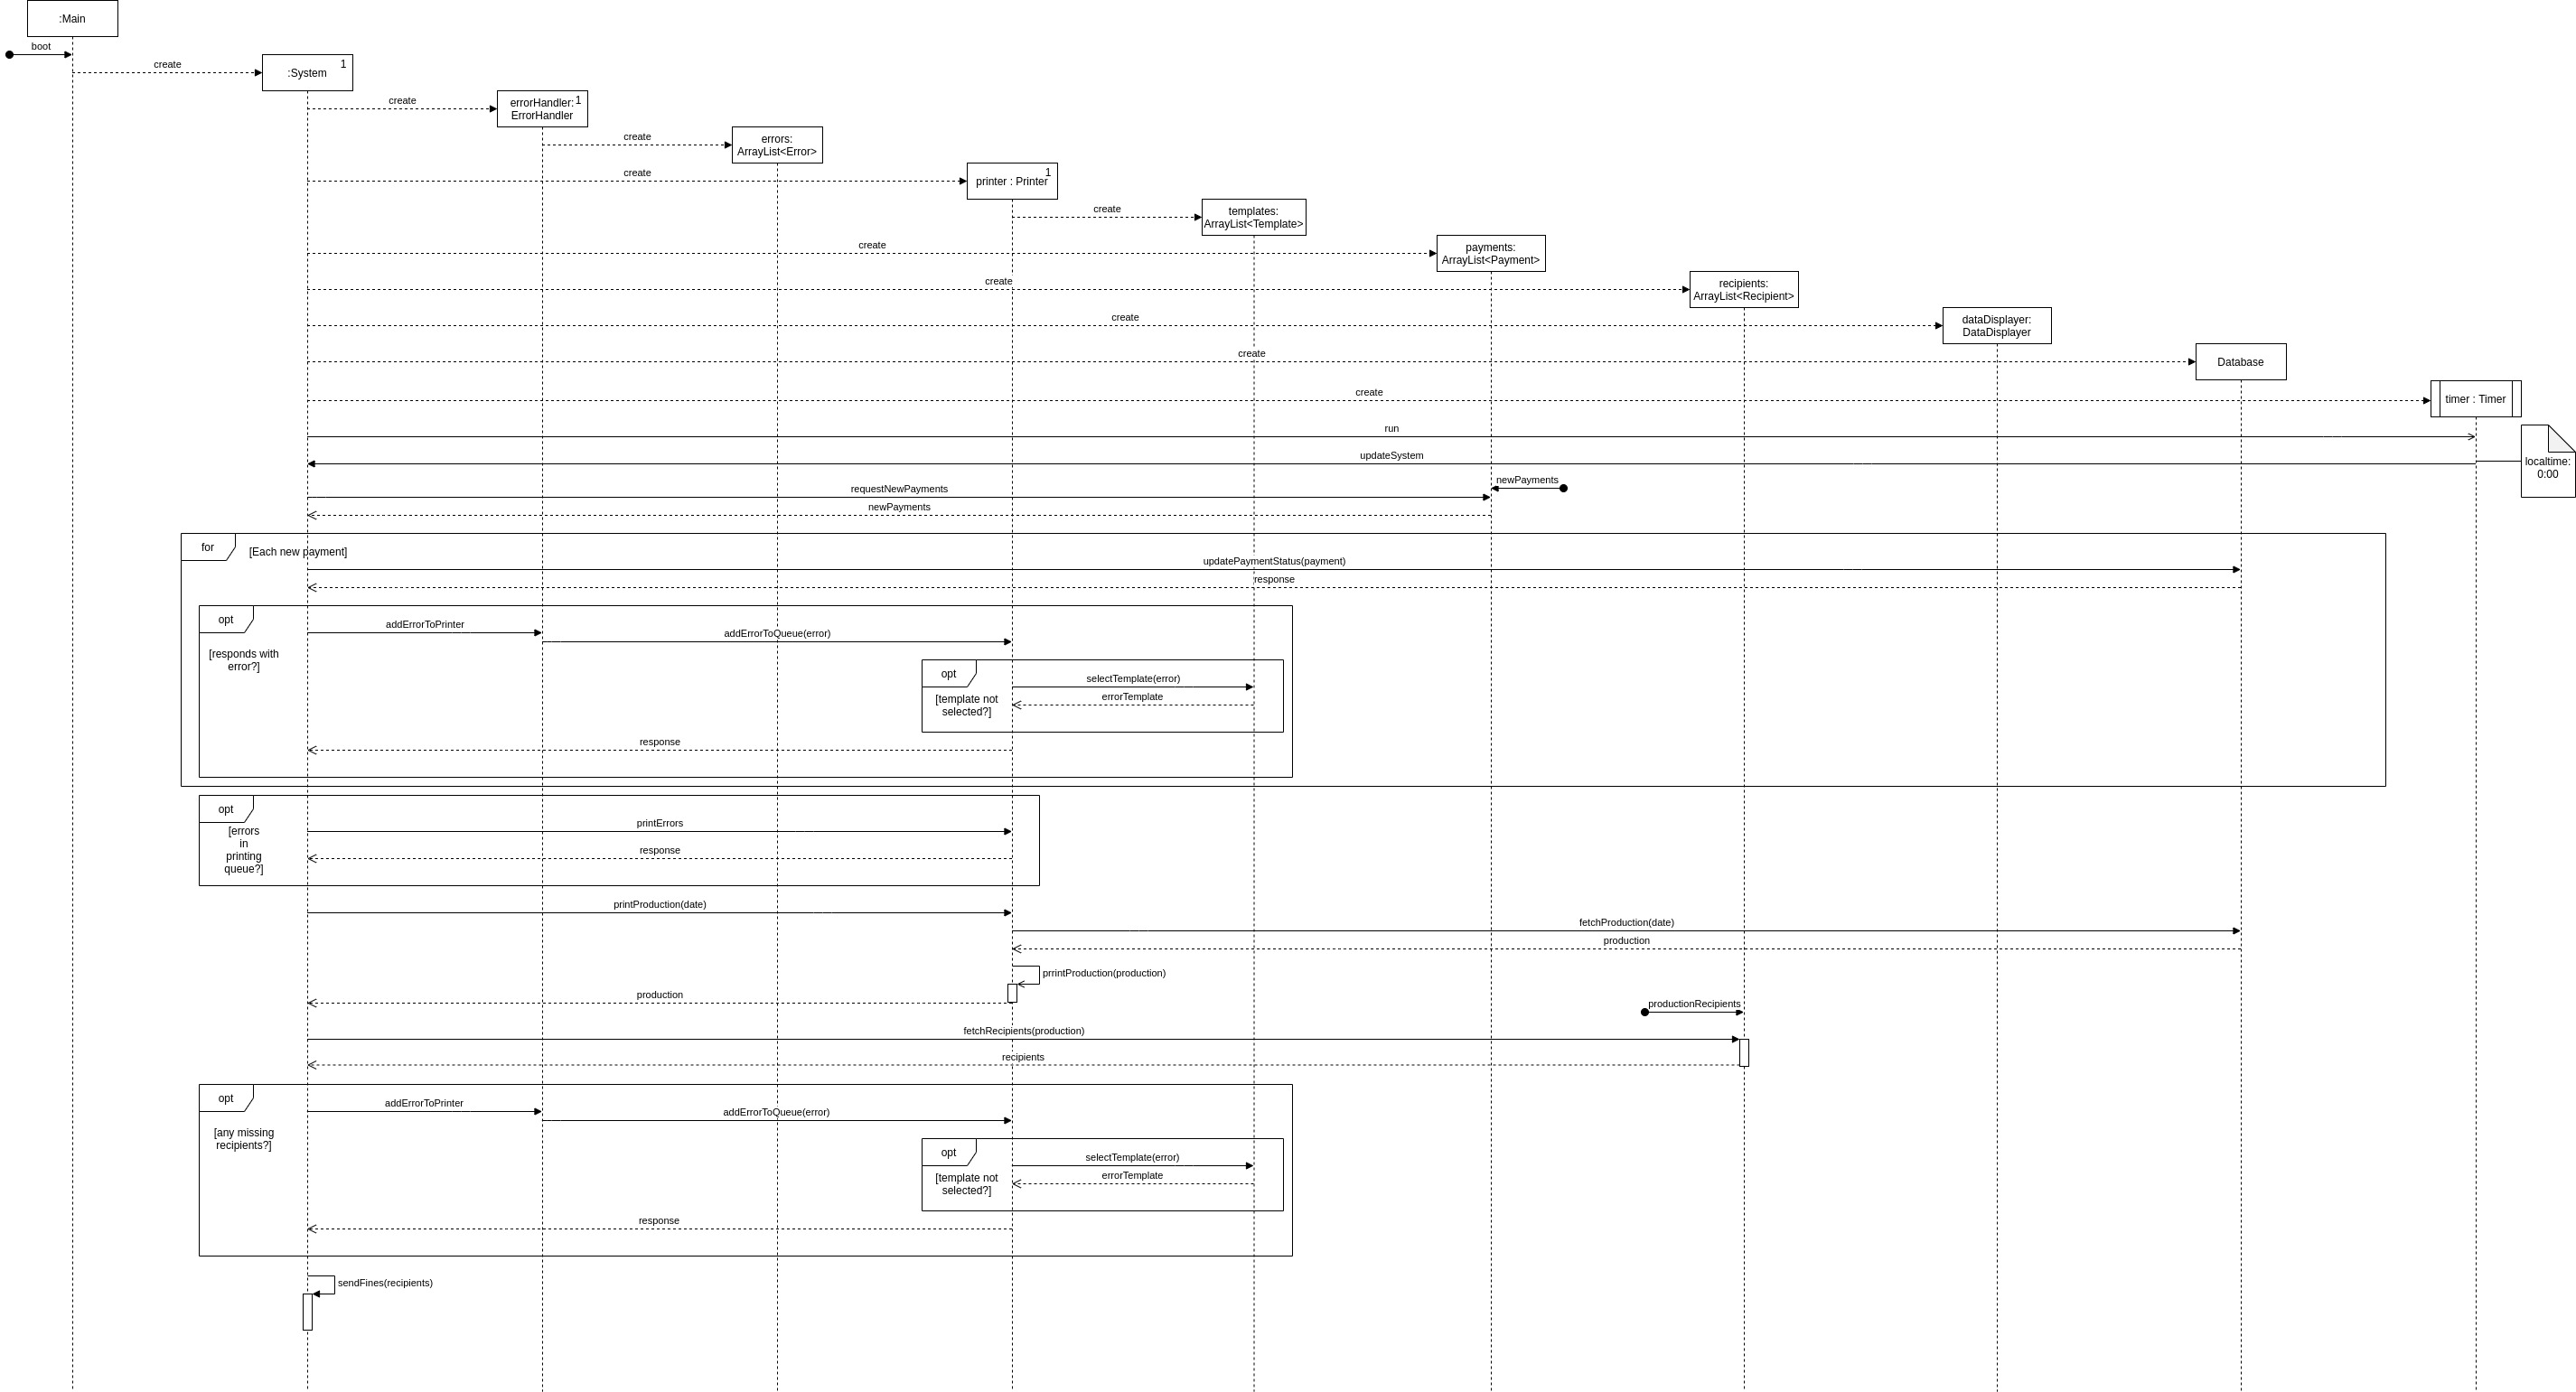 :Main
boot
create
:System
1
create
errorHandler:
ErrorHandler
1
create
errors:
ArrayList<Error>
create
printer : Printer
1
create
templates:
ArrayList<Template>
create
payments:
ArrayList<Payment>
create
recipients:
ArrayList<Recipient>
create
dataDisplayer:
DataDisplayer
create
Database
create
timer : Timer
run
updateSystem
localtime:
0:00
newPayments
requestNewPayments
newPayments
for
[Each new payment]
updatePaymentStatus(payment)
response
opt
addErrorToPrinter
addErrorToQueue(error)
[responds with
error?]
opt
selectTemplate(error)
[template not
selected?]
errorTemplate
response
opt
[errors
in
printing
queue?]
printErrors
response
printProduction(date)
fetchProduction(date)
production
prrintProduction(production)
production
productionRecipients
fetchRecipients(production)
recipients
opt
addErrorToPrinter
addErrorToQueue(error)
[any missing
recipients?]
opt
selectTemplate(error)
[template not
selected?]
errorTemplate
response
sendFines(recipients)